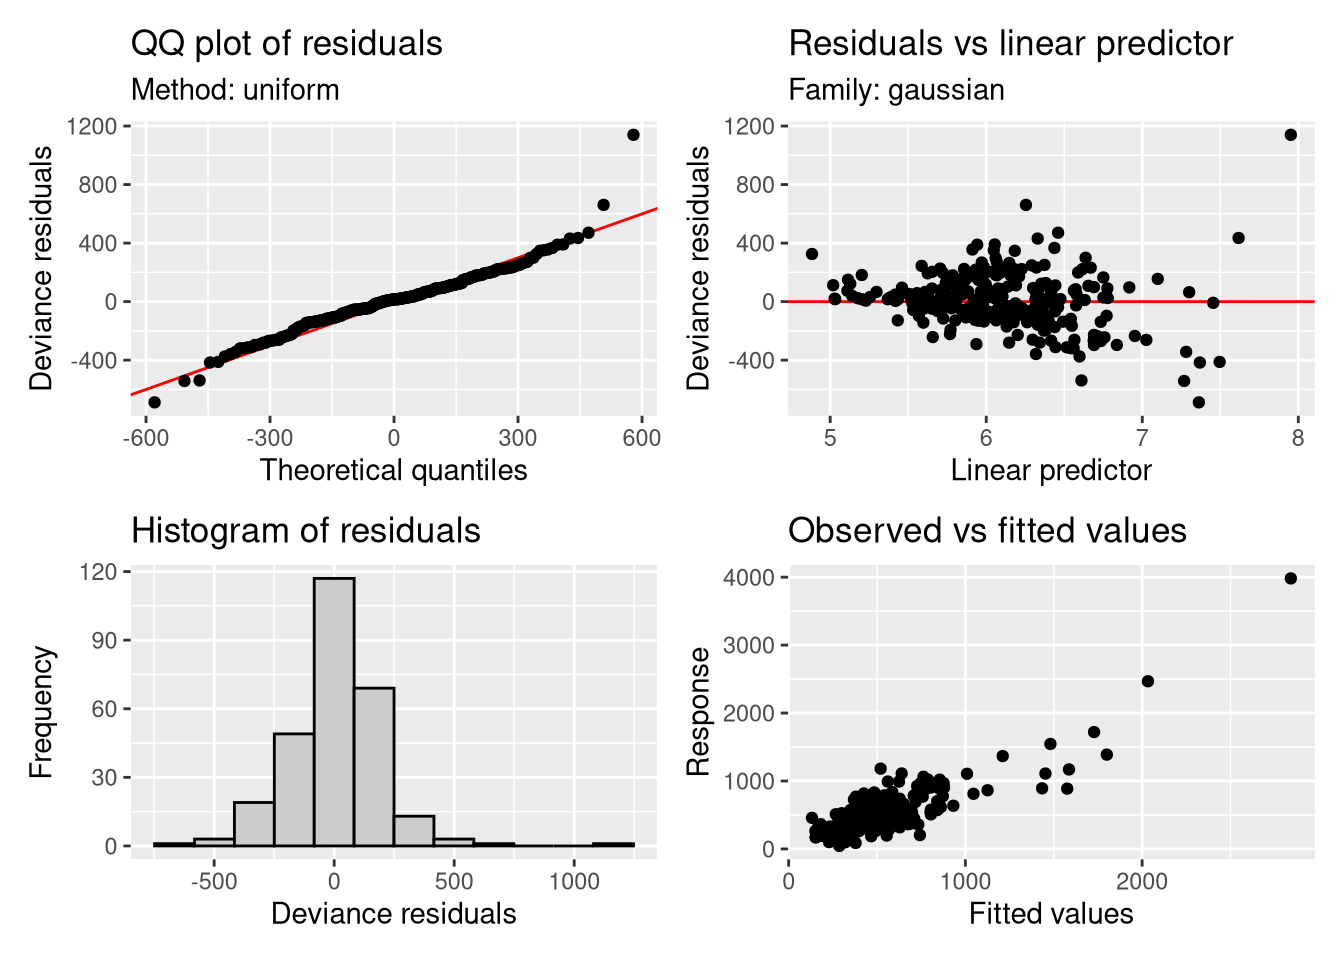 QQ plot of residuals
Method: uniform
1200
800
400
0
-400
Deviance residuals
-600
-300
0
300
600
Theoretical quantiles
Residuals vs linear predictor
Family: gaussian
1200
800
400
0
-400
Deviance residuals
5
6
7
8
Linear predictor
Histogram of residuals
120
90
60
30
0
Frequency
-500
0
500
1000
Deviance residuals
Observed vs fitted values
4000
3000
2000
1000
0
Response
0
1000
2000
Fitted values